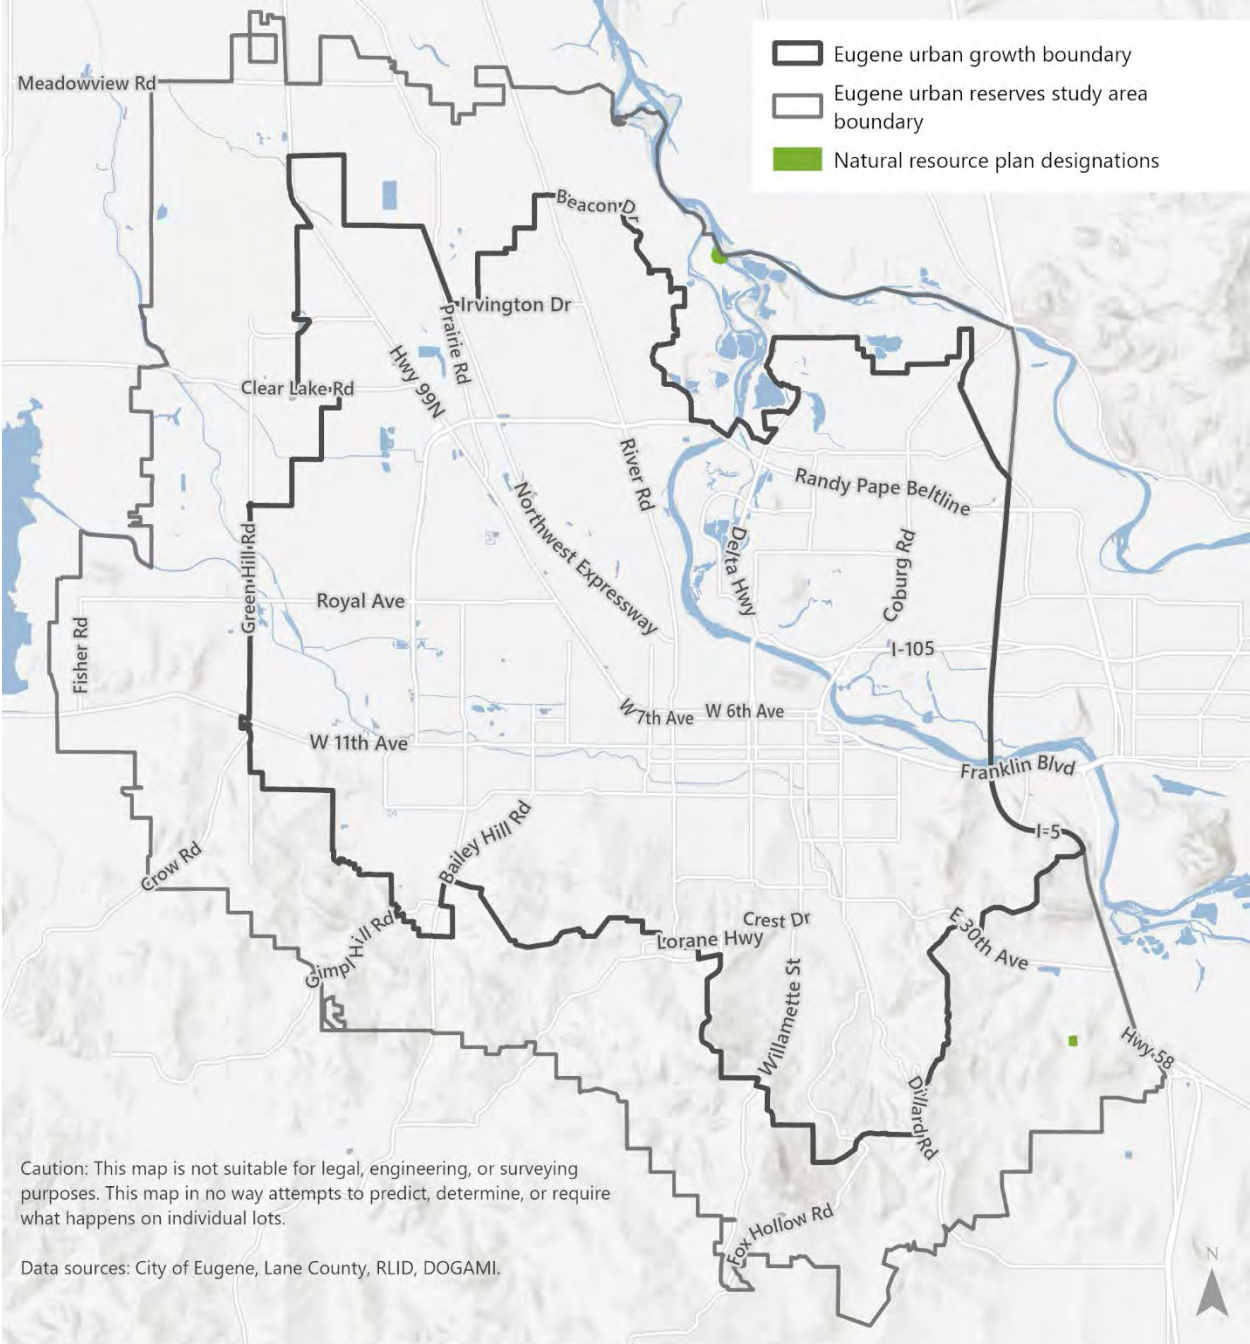 Eugene urban growth boundary
Eugene urban reserves study area
boundary
Natural resource plan designations
Meadowview Rd
Beacon Dr
Irvington Dr
Prairie Rd
Hwy 99N
Clear Lake Rd
River Rd
Randy Pape Beltline
Northwest Expressway
Delta Hwy
Coburg Rd
Green Hill Rd
Royal Ave
Fisher Rd
I-105
W 7th Ave
W 6th Ave
W 11th Ave
Franklin Blvd
I-5
Bailey Hill Rd
Crow Rd
Gimpl Hill Rd
Crest Dr
Lorane Hwy
E 30th Ave
Willamette St
Hwy 58
Dillard Rd
Fox Hollow Rd
Caution: This map is not suitable for legal, engineering, or surveying
purposes. This map in no way attempts to predict, determine, or require
what happens on individual lots.
Data sources: City of Eugene, Lane County, RLID, DOGAMI.
N